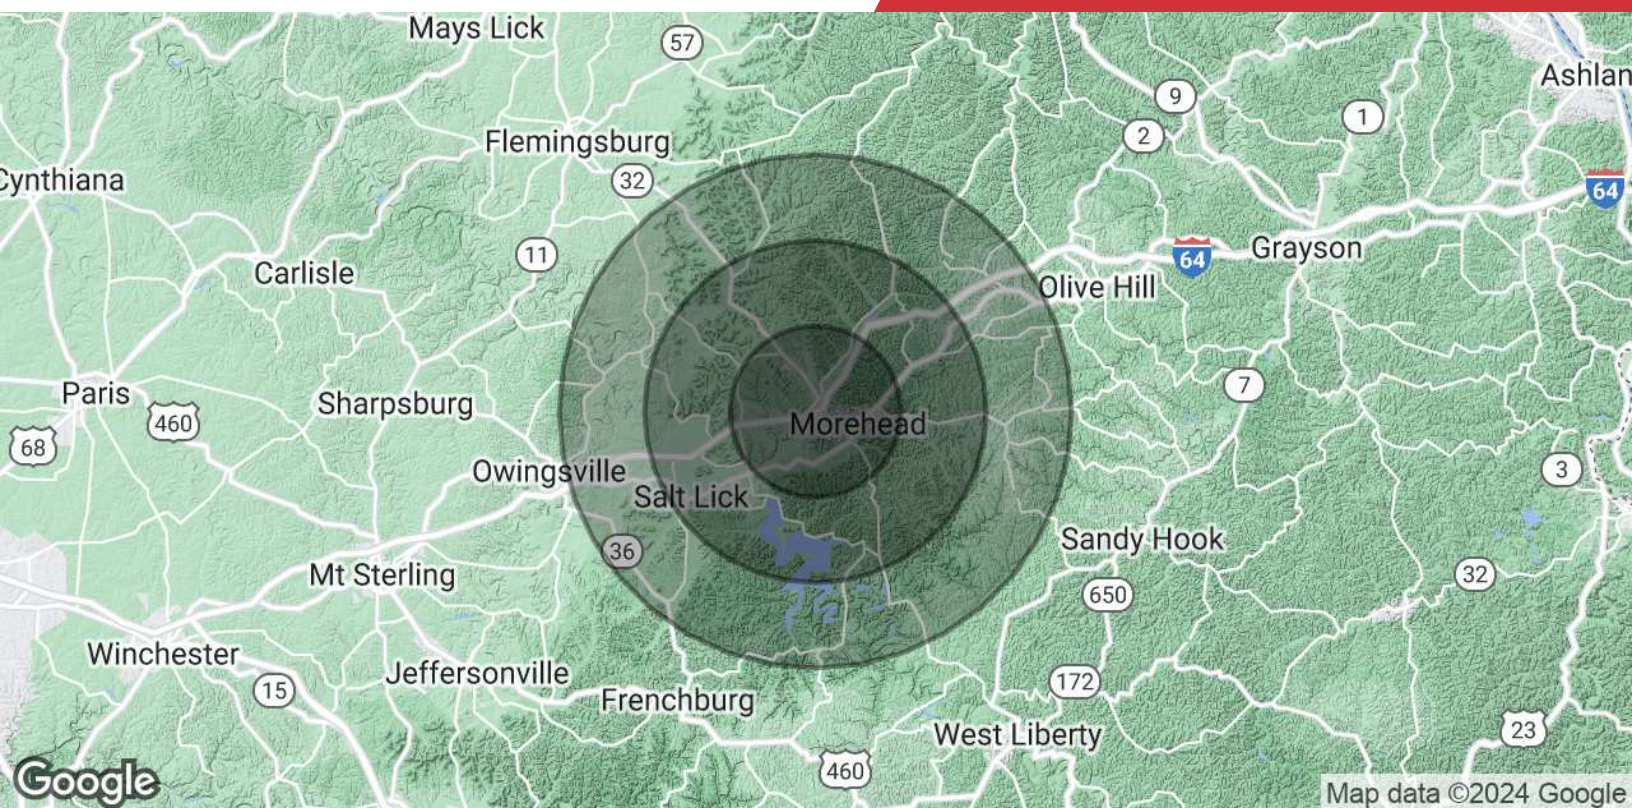 Mays Lick
57
Ashlan
9
1
2
Flemingsburg
32
Cynthiana
64
11
Grayson
64
Carlisle
Olive Hill
7
Paris
Sharpsburg
460
Morehead
68
Owingsville
3
Salt Lick
36
Sandy Hook
Mt Sterling
32
650
Winchester
Jeffersonville
172
15
Frenchburg
23
West Liberty
460
Google
Map data ©2024 Google